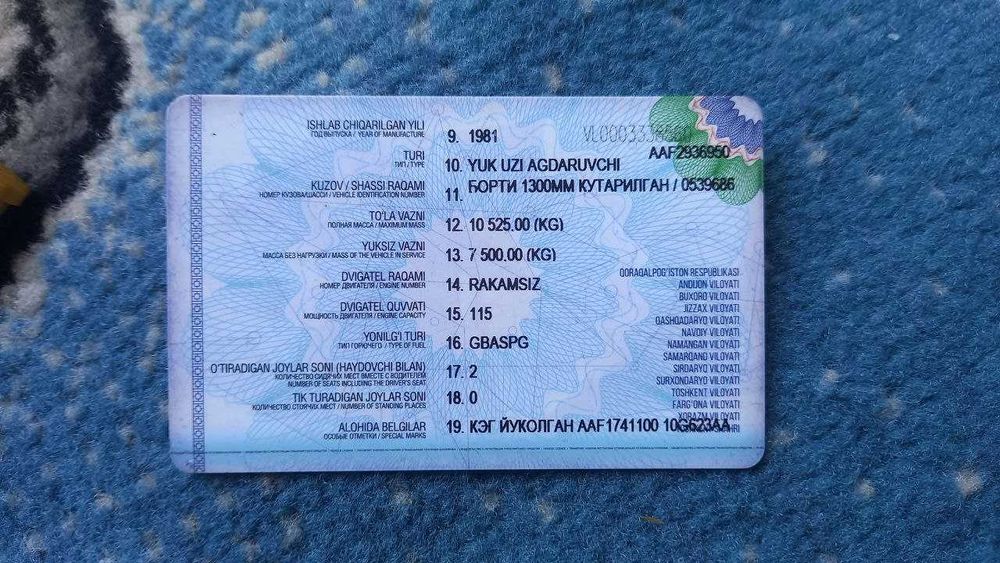 ISHLAB CHIQARILGAN YILI
ГОД ВЫПУСКА / YEAR OF MANUFACTURE
9. 1981
AAF2936950
TURI
ТИП / TYPE
10. YUK UZI AGDARUVCHI
KUZOV / SHASSI RAQAMI
НОМЕР КУЗОВА/ШАССИ / VEHICLE IDENTIFICATION NUMBER
11. БОРТИ 1300ММ КУТАРИЛГАН / 0539686
TO'LA VAZNI
ПОЛНАЯ МАССА / MAXIMUM MASS
12. 10 525.00 (KG)
YUKSIZ VAZNI
МАССА БЕЗ НАГРУЗКИ / MASS OF THE VEHICLE IN SERVICE
13. 7 500.00 (KG)
DVIGATEL RAQAMI
НОМЕР ДВИГАТЕЛЯ / ENGINE NUMBER
14. RAKAMSIZ
DVIGATEL QUVVATI
МОЩНОСТЬ ДВИГАТЕЛЯ / ENGINE CAPACITY
15. 115
YONILG'I TURI
ТИП ГОРЮЧЕГО / TYPE OF FUEL
16. GBASPG
O'TIRADIGAN JOYLAR SONI (HAYDOVCHI BILAN)
КОЛИЧЕСТВО СИДЯЧИХ МЕСТ ВМЕСТЕ С ВОДИТЕЛЕМ
NUMBER OF SEATS INCLUDING THE DRIVER'S SEAT
17. 2
TIK TURADIGAN JOYLAR SONI
КОЛИЧЕСТВО СТОЯЧИХ МЕСТ / NUMBER OF STANDING PLACES
18. 0
ALOHIDA BELGILAR
ОСОБЫЕ ОТМЕТКИ / SPECIAL MARKS
19. КЭГ ЙУКОЛГАН AAF1741100 10G623AA
QORAQALPOG'ISTON RESPUBLIKASI
ANDIJON VILOYATI
BUXORO VILOYATI
JIZZAX VILOYATI
QASHQADARYO VILOYATI
NAVOIY VILOYATI
NAMANGAN VILOYATI
SAMARQAND VILOYATI
SIRDARYO VILOYATI
SURXONDARYO VILOYATI
TOSHKENT VILOYATI
FARG'ONA VILOYATI
XORAZM VILOYATI